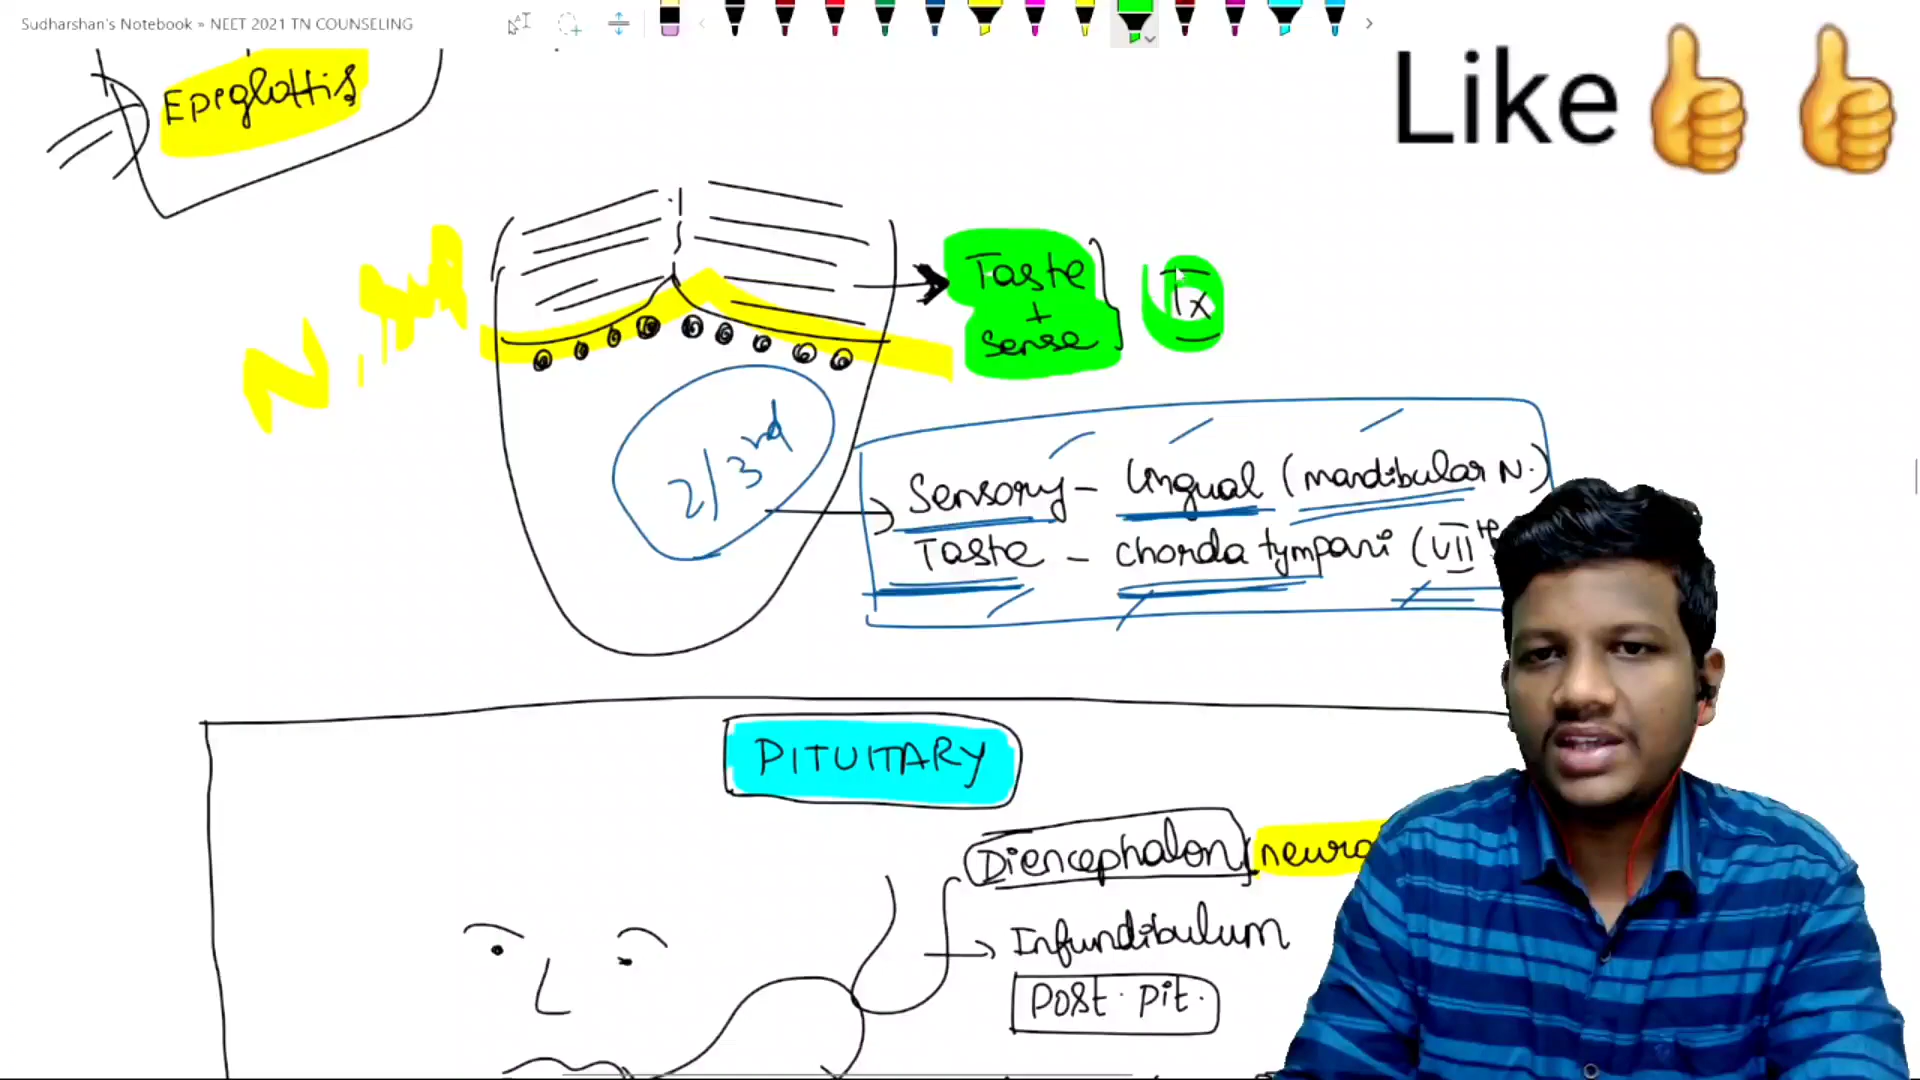 Sudharshan's Notebook » NEET 2021 TN COUNSELING
Like👍👍
Epiglottis
Taste
+
Sense
IX
2/3rd
Sensory - Lingual (mandibular N.)
Taste - chorda tympani (VII
PITUITARY
Diencephalon
neuro
→ Infundibulum
Post. Pit.